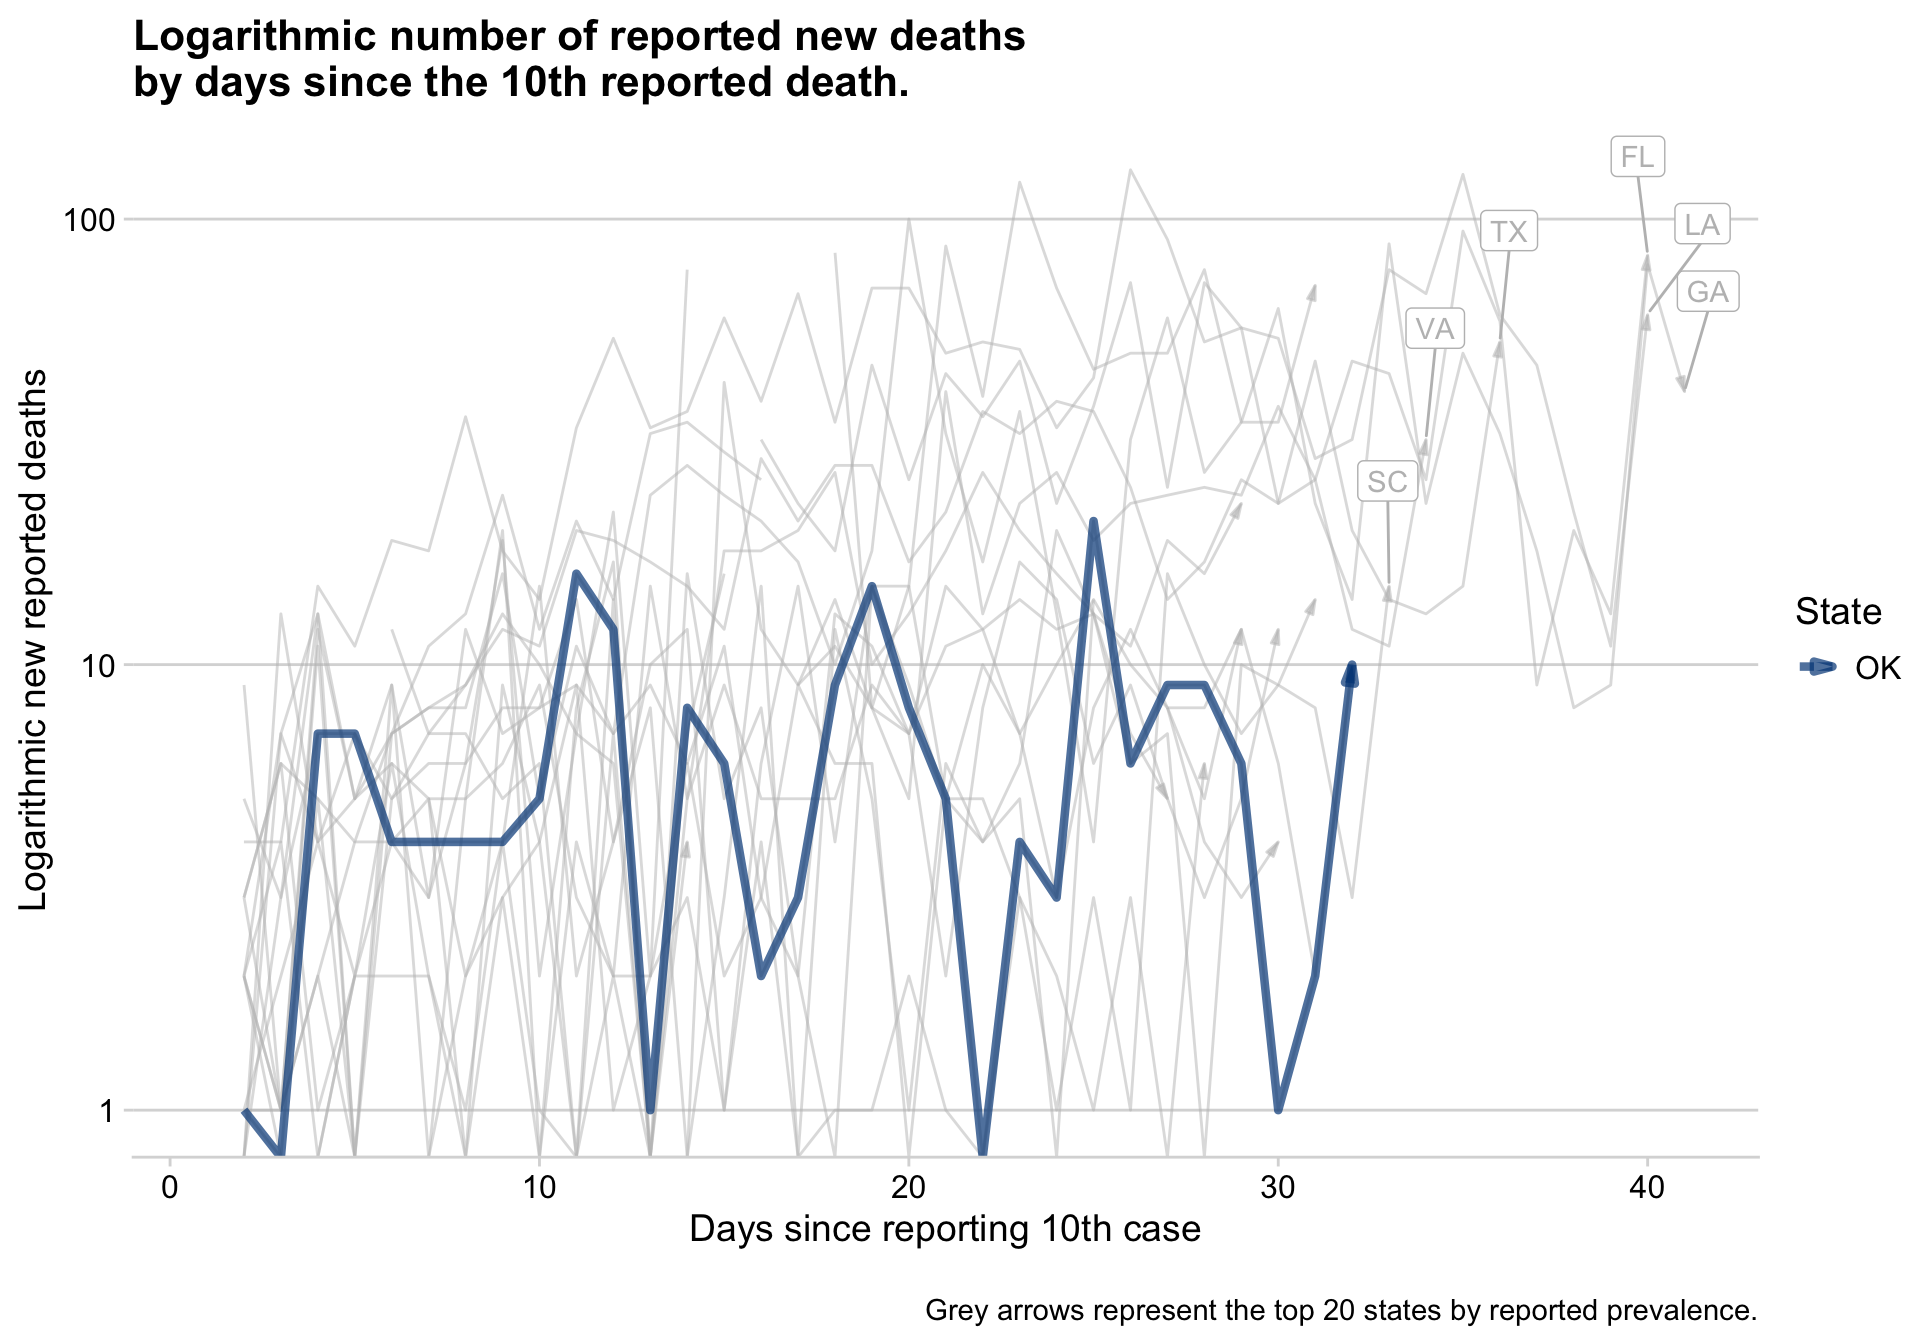 Logarithmic number of reported new deaths
by days since the 10th reported death.
FL
LA
TX
GA
VA
SC
100
10
1
Logarithmic new reported deaths
State
OK
0 10 20 30 40
Days since reporting 10th case
Grey arrows represent the top 20 states by reported prevalence.